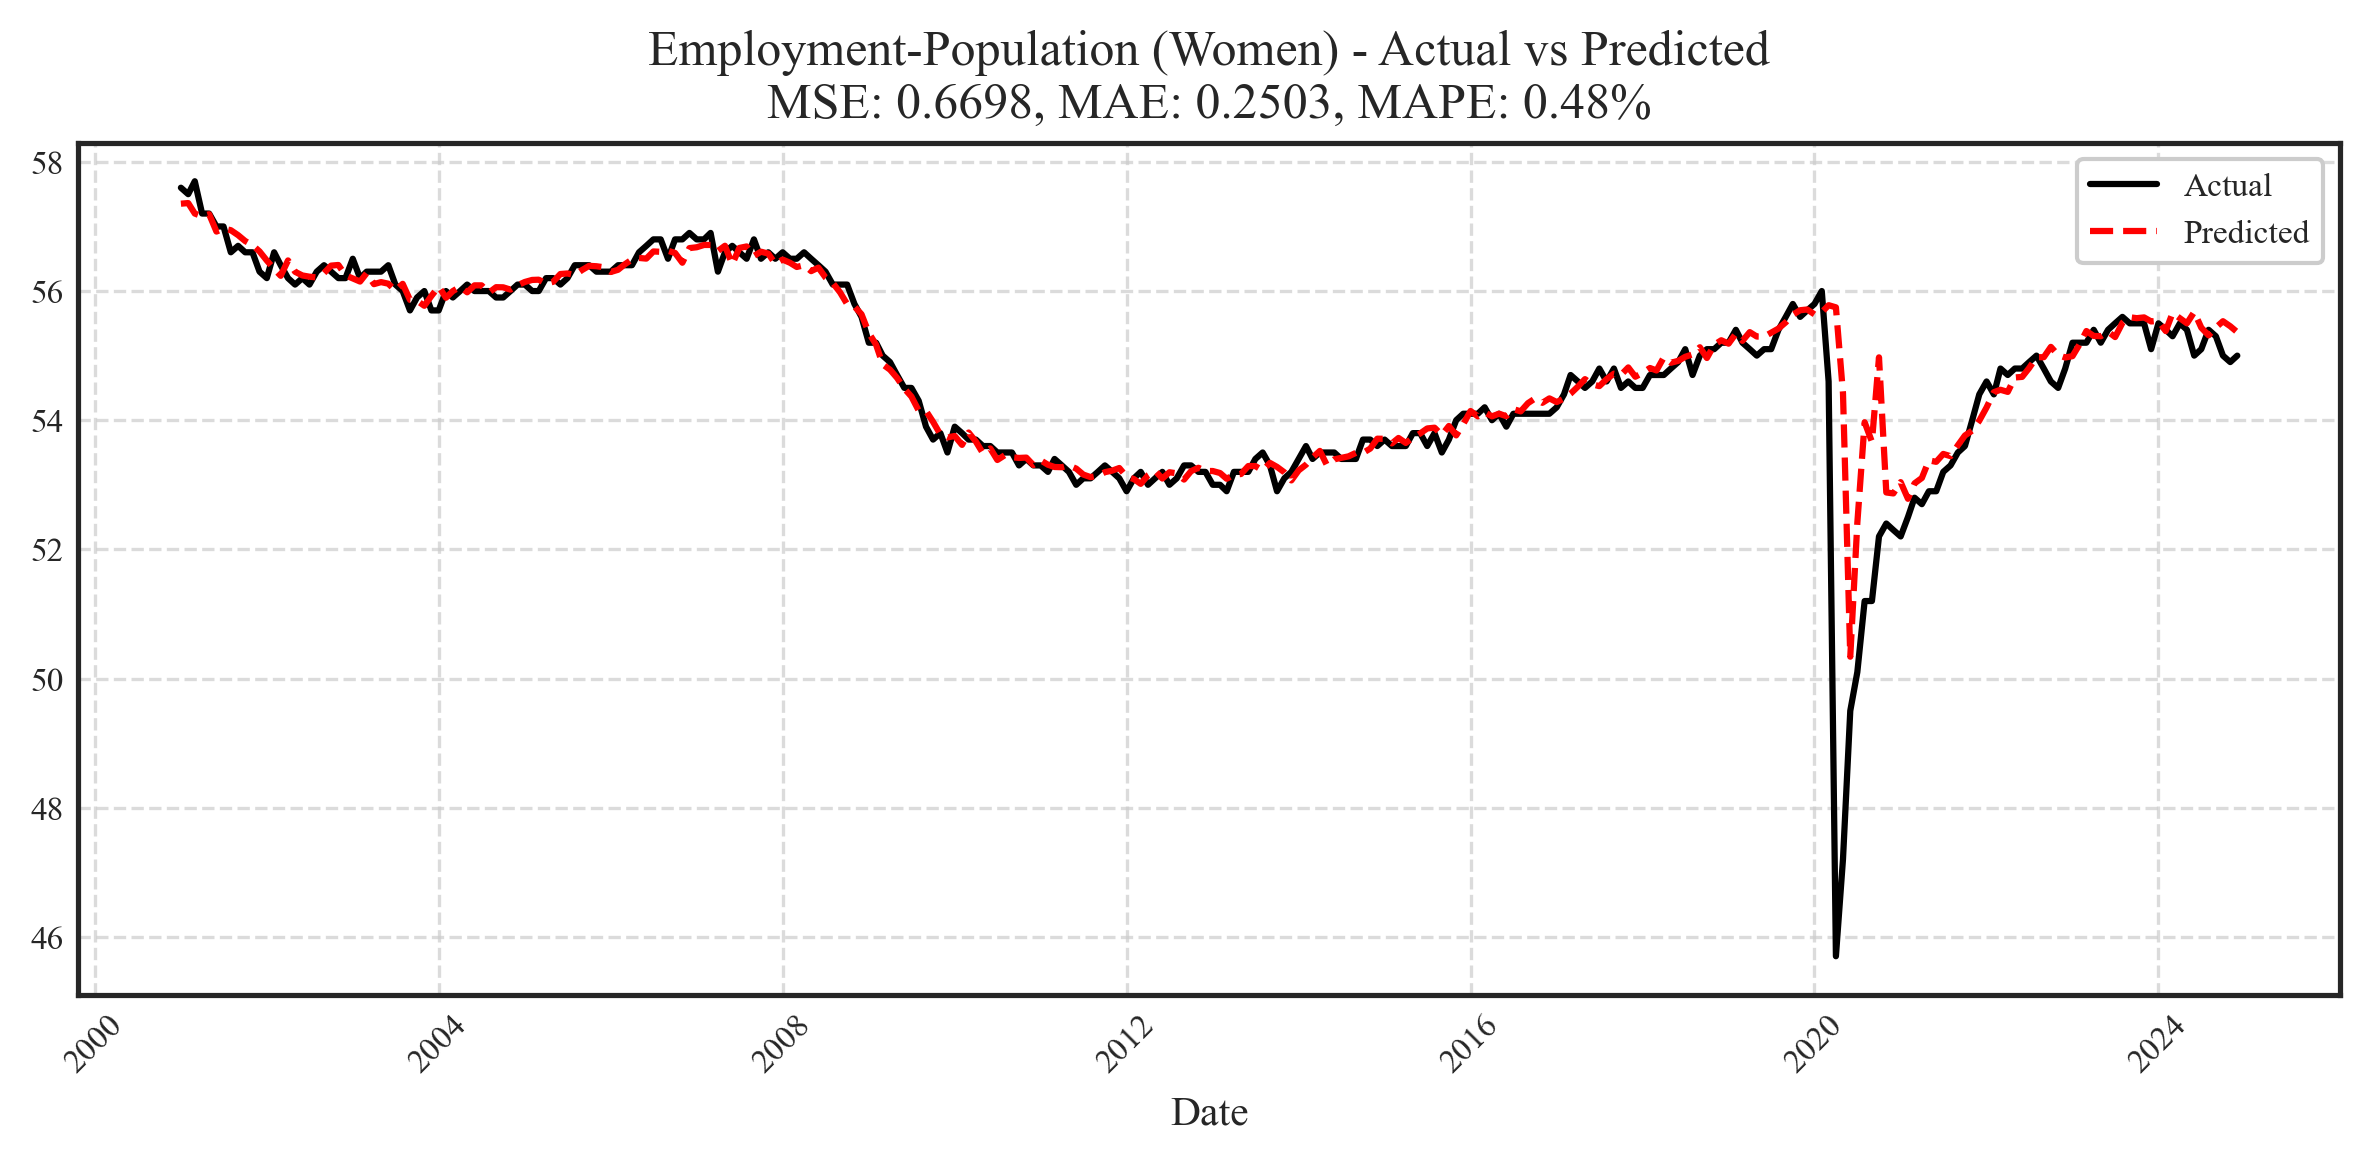 Employment-Population (Women) - Actual vs Predicted
MSE: 0.6698, MAE: 0.2503, MAPE: 0.48%
Actual
Predicted
58
56
54
52
50
48
46
2000
2004
2008
2012
2016
2020
2024
Date